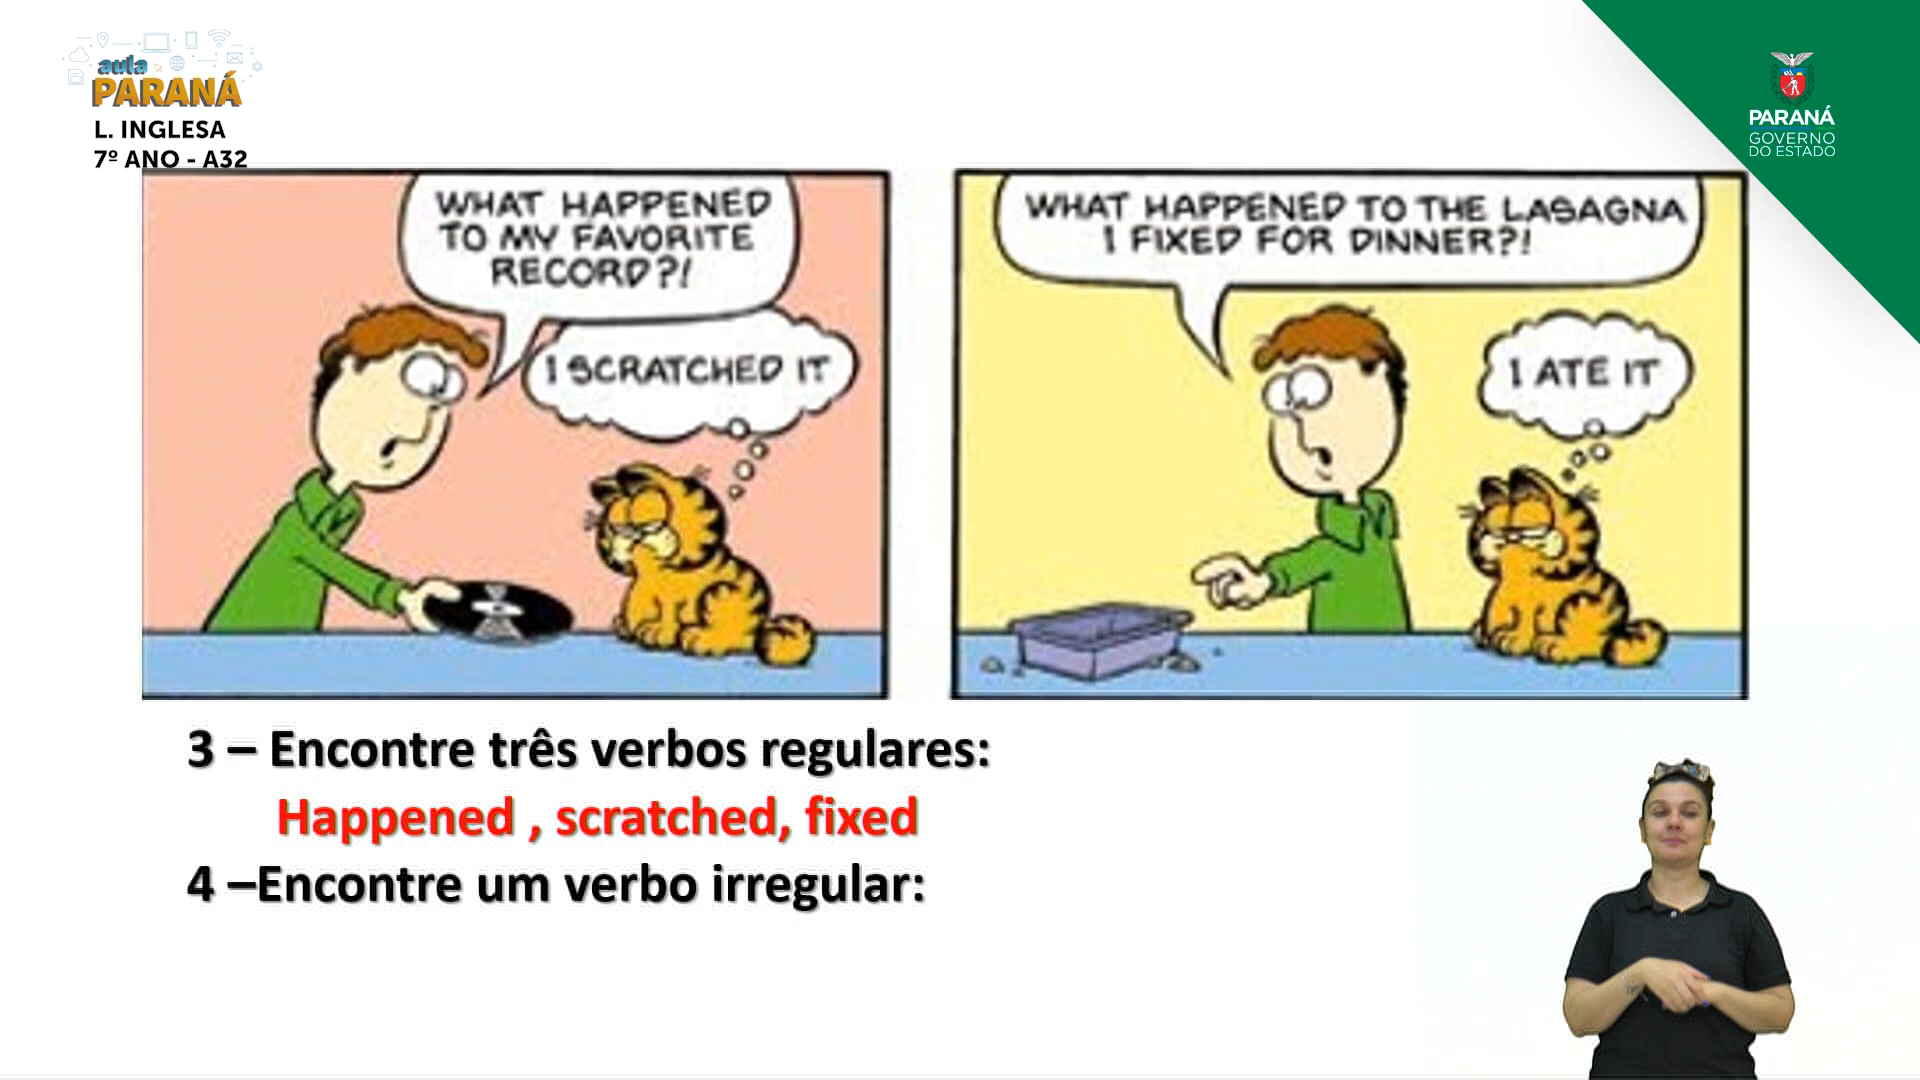 aula
PARANÁ
L. INGLESA
7º ANO - A32
PARANÁ
GOVERNO
DO ESTADO
WHAT HAPPENED
TO MY FAVORITE
RECORD?!
I SCRATCHED IT
WHAT HAPPENED TO THE LASAGNA
I FIXED FOR DINNER?!
I ATE IT
3 – Encontre três verbos regulares:
Happened , scratched, fixed
4 –Encontre um verbo irregular: